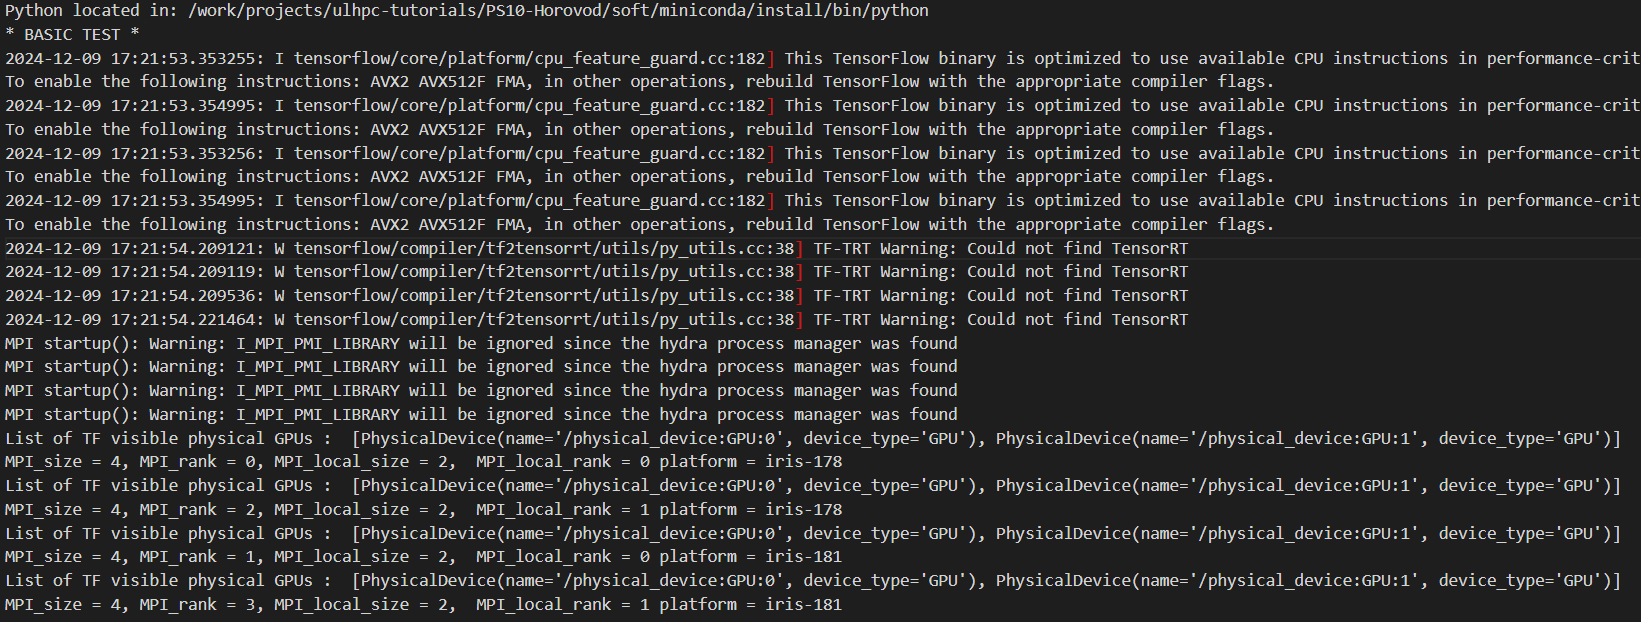 Python located in: /work/projects/ulhpc-tutorials/PS10-Horovod/soft/miniconda/install/bin/python
* BASIC TEST *
2024-12-09 17:21:53.353255: I tensorflow/core/platform/cpu_feature_guard.cc:182] This TensorFlow binary is optimized to use available CPU instructions in performance-crit
To enable the following instructions: AVX2 AVX512F FMA, in other operations, rebuild TensorFlow with the appropriate compiler flags.
2024-12-09 17:21:53.354995: I tensorflow/core/platform/cpu_feature_guard.cc:182] This TensorFlow binary is optimized to use available CPU instructions in performance-crit
To enable the following instructions: AVX2 AVX512F FMA, in other operations, rebuild TensorFlow with the appropriate compiler flags.
2024-12-09 17:21:53.353256: I tensorflow/core/platform/cpu_feature_guard.cc:182] This TensorFlow binary is optimized to use available CPU instructions in performance-crit
To enable the following instructions: AVX2 AVX512F FMA, in other operations, rebuild TensorFlow with the appropriate compiler flags.
2024-12-09 17:21:53.354995: I tensorflow/core/platform/cpu_feature_guard.cc:182] This TensorFlow binary is optimized to use available CPU instructions in performance-crit
To enable the following instructions: AVX2 AVX512F FMA, in other operations, rebuild TensorFlow with the appropriate compiler flags.
2024-12-09 17:21:54.209121: W tensorflow/compiler/tf2tensorrt/utils/py_utils.cc:38] TF-TRT Warning: Could not find TensorRT
2024-12-09 17:21:54.209119: W tensorflow/compiler/tf2tensorrt/utils/py_utils.cc:38] TF-TRT Warning: Could not find TensorRT
2024-12-09 17:21:54.209536: W tensorflow/compiler/tf2tensorrt/utils/py_utils.cc:38] TF-TRT Warning: Could not find TensorRT
2024-12-09 17:21:54.221464: W tensorflow/compiler/tf2tensorrt/utils/py_utils.cc:38] TF-TRT Warning: Could not find TensorRT
MPI startup(): Warning: I_MPI_PMI_LIBRARY will be ignored since the hydra process manager was found
MPI startup(): Warning: I_MPI_PMI_LIBRARY will be ignored since the hydra process manager was found
MPI startup(): Warning: I_MPI_PMI_LIBRARY will be ignored since the hydra process manager was found
MPI startup(): Warning: I_MPI_PMI_LIBRARY will be ignored since the hydra process manager was found
List of TF visible physical GPUs :  [PhysicalDevice(name='/physical_device:GPU:0', device_type='GPU'), PhysicalDevice(name='/physical_device:GPU:1', device_type='GPU')]
MPI_size = 4, MPI_rank = 0, MPI_local_size = 2,  MPI_local_rank = 0 platform = iris-178
List of TF visible physical GPUs :  [PhysicalDevice(name='/physical_device:GPU:0', device_type='GPU'), PhysicalDevice(name='/physical_device:GPU:1', device_type='GPU')]
MPI_size = 4, MPI_rank = 2, MPI_local_size = 2,  MPI_local_rank = 1 platform = iris-178
List of TF visible physical GPUs :  [PhysicalDevice(name='/physical_device:GPU:0', device_type='GPU'), PhysicalDevice(name='/physical_device:GPU:1', device_type='GPU')]
MPI_size = 4, MPI_rank = 1, MPI_local_size = 2,  MPI_local_rank = 0 platform = iris-181
List of TF visible physical GPUs :  [PhysicalDevice(name='/physical_device:GPU:0', device_type='GPU'), PhysicalDevice(name='/physical_device:GPU:1', device_type='GPU')]
MPI_size = 4, MPI_rank = 3, MPI_local_size = 2,  MPI_local_rank = 1 platform = iris-181